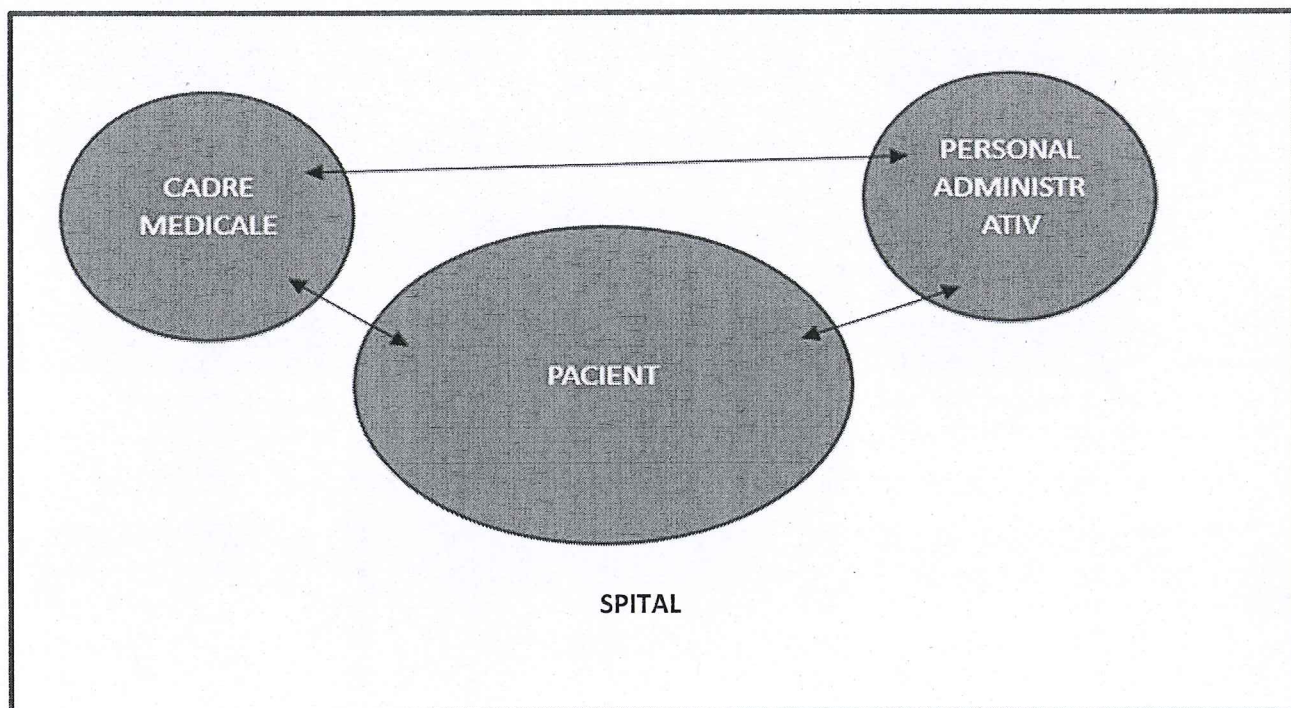 CADRE
MEDICALE
PERSONAL
ADMINISTR
ATIV
PACIENT
SPITAL